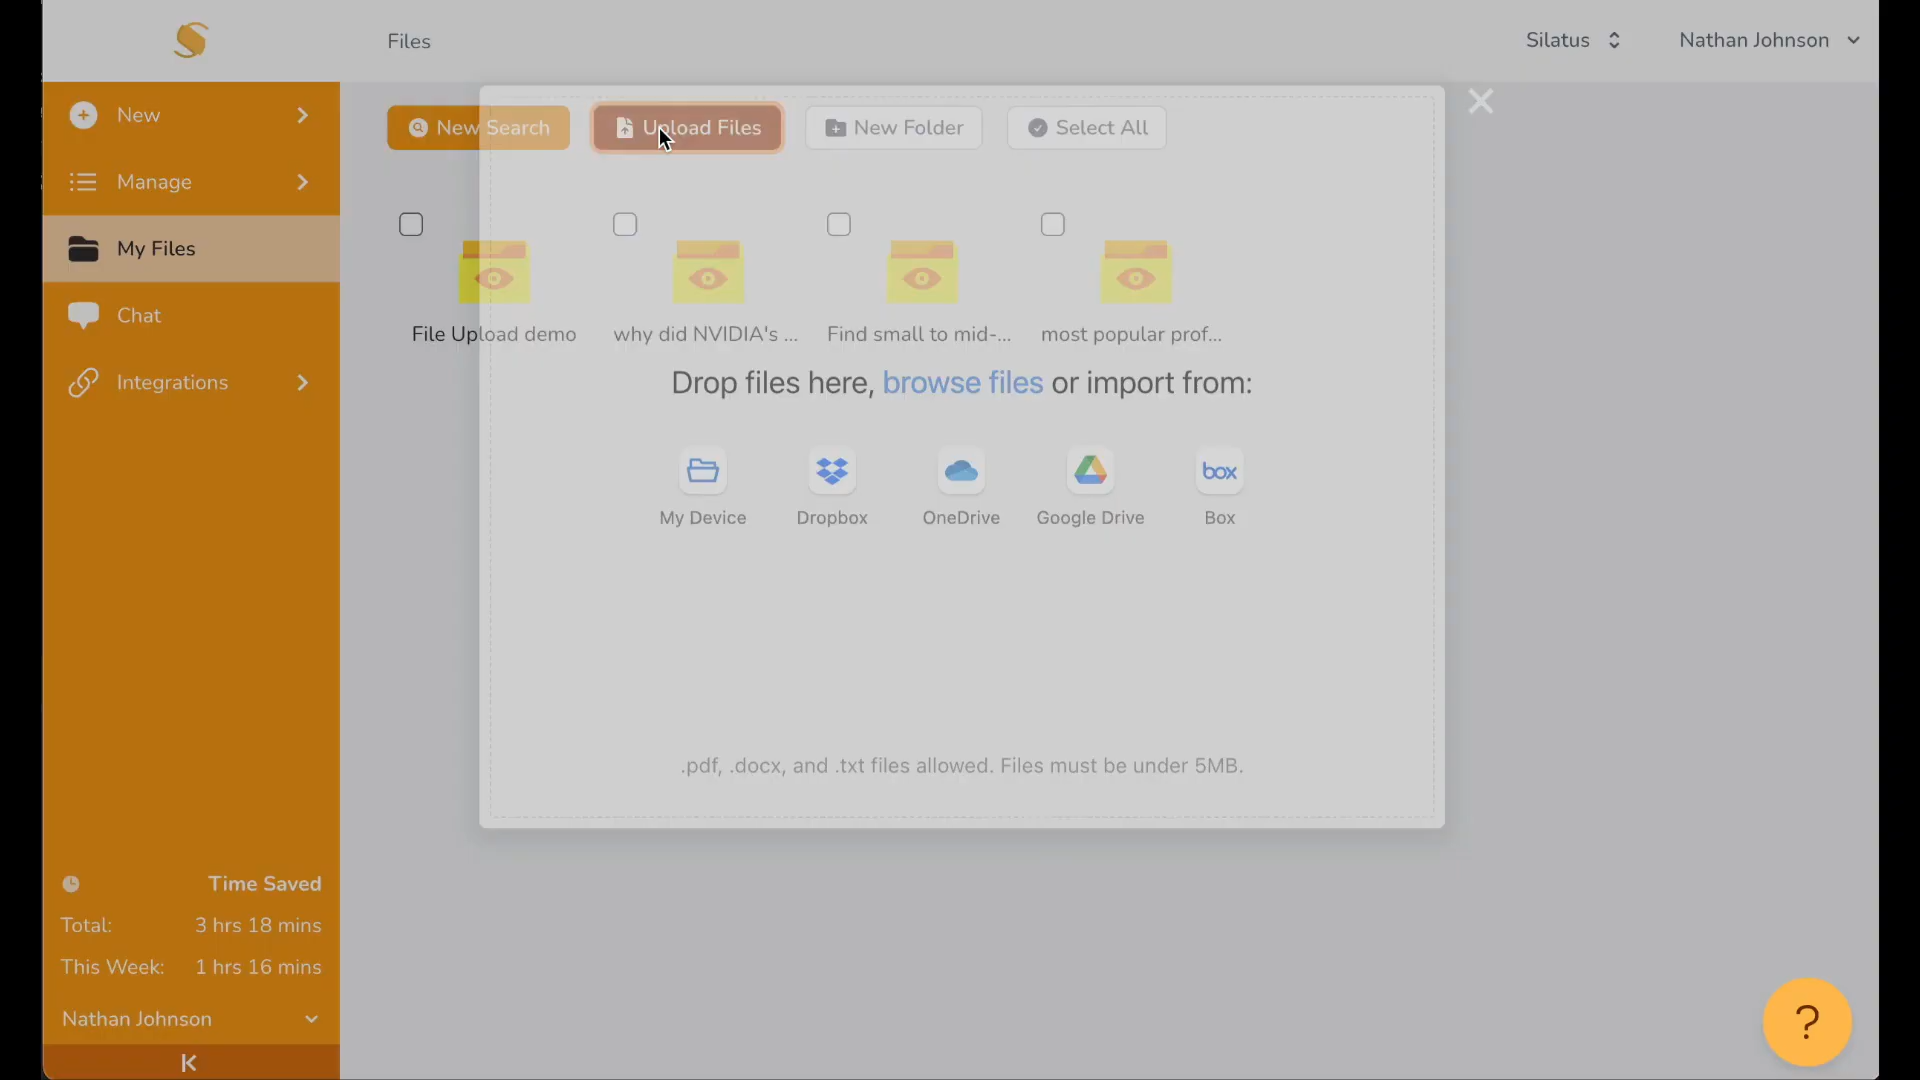 Files
Silatus
Nathan Johnson
New
Manage
My Files
Chat
Integrations
New Search
Upload Files
New Folder
Select All
File Upload demo
why did NVIDIA's ...
Find small to mid-...
most popular prof...
Drop files here, browse files or import from:
box
My Device
Dropbox
OneDrive
Google Drive
Box
.pdf, .docx, and .txt files allowed. Files must be under 5MB.
Time Saved
Total: 3 hrs 18 mins
This Week: 1 hrs 16 mins
Nathan Johnson
?